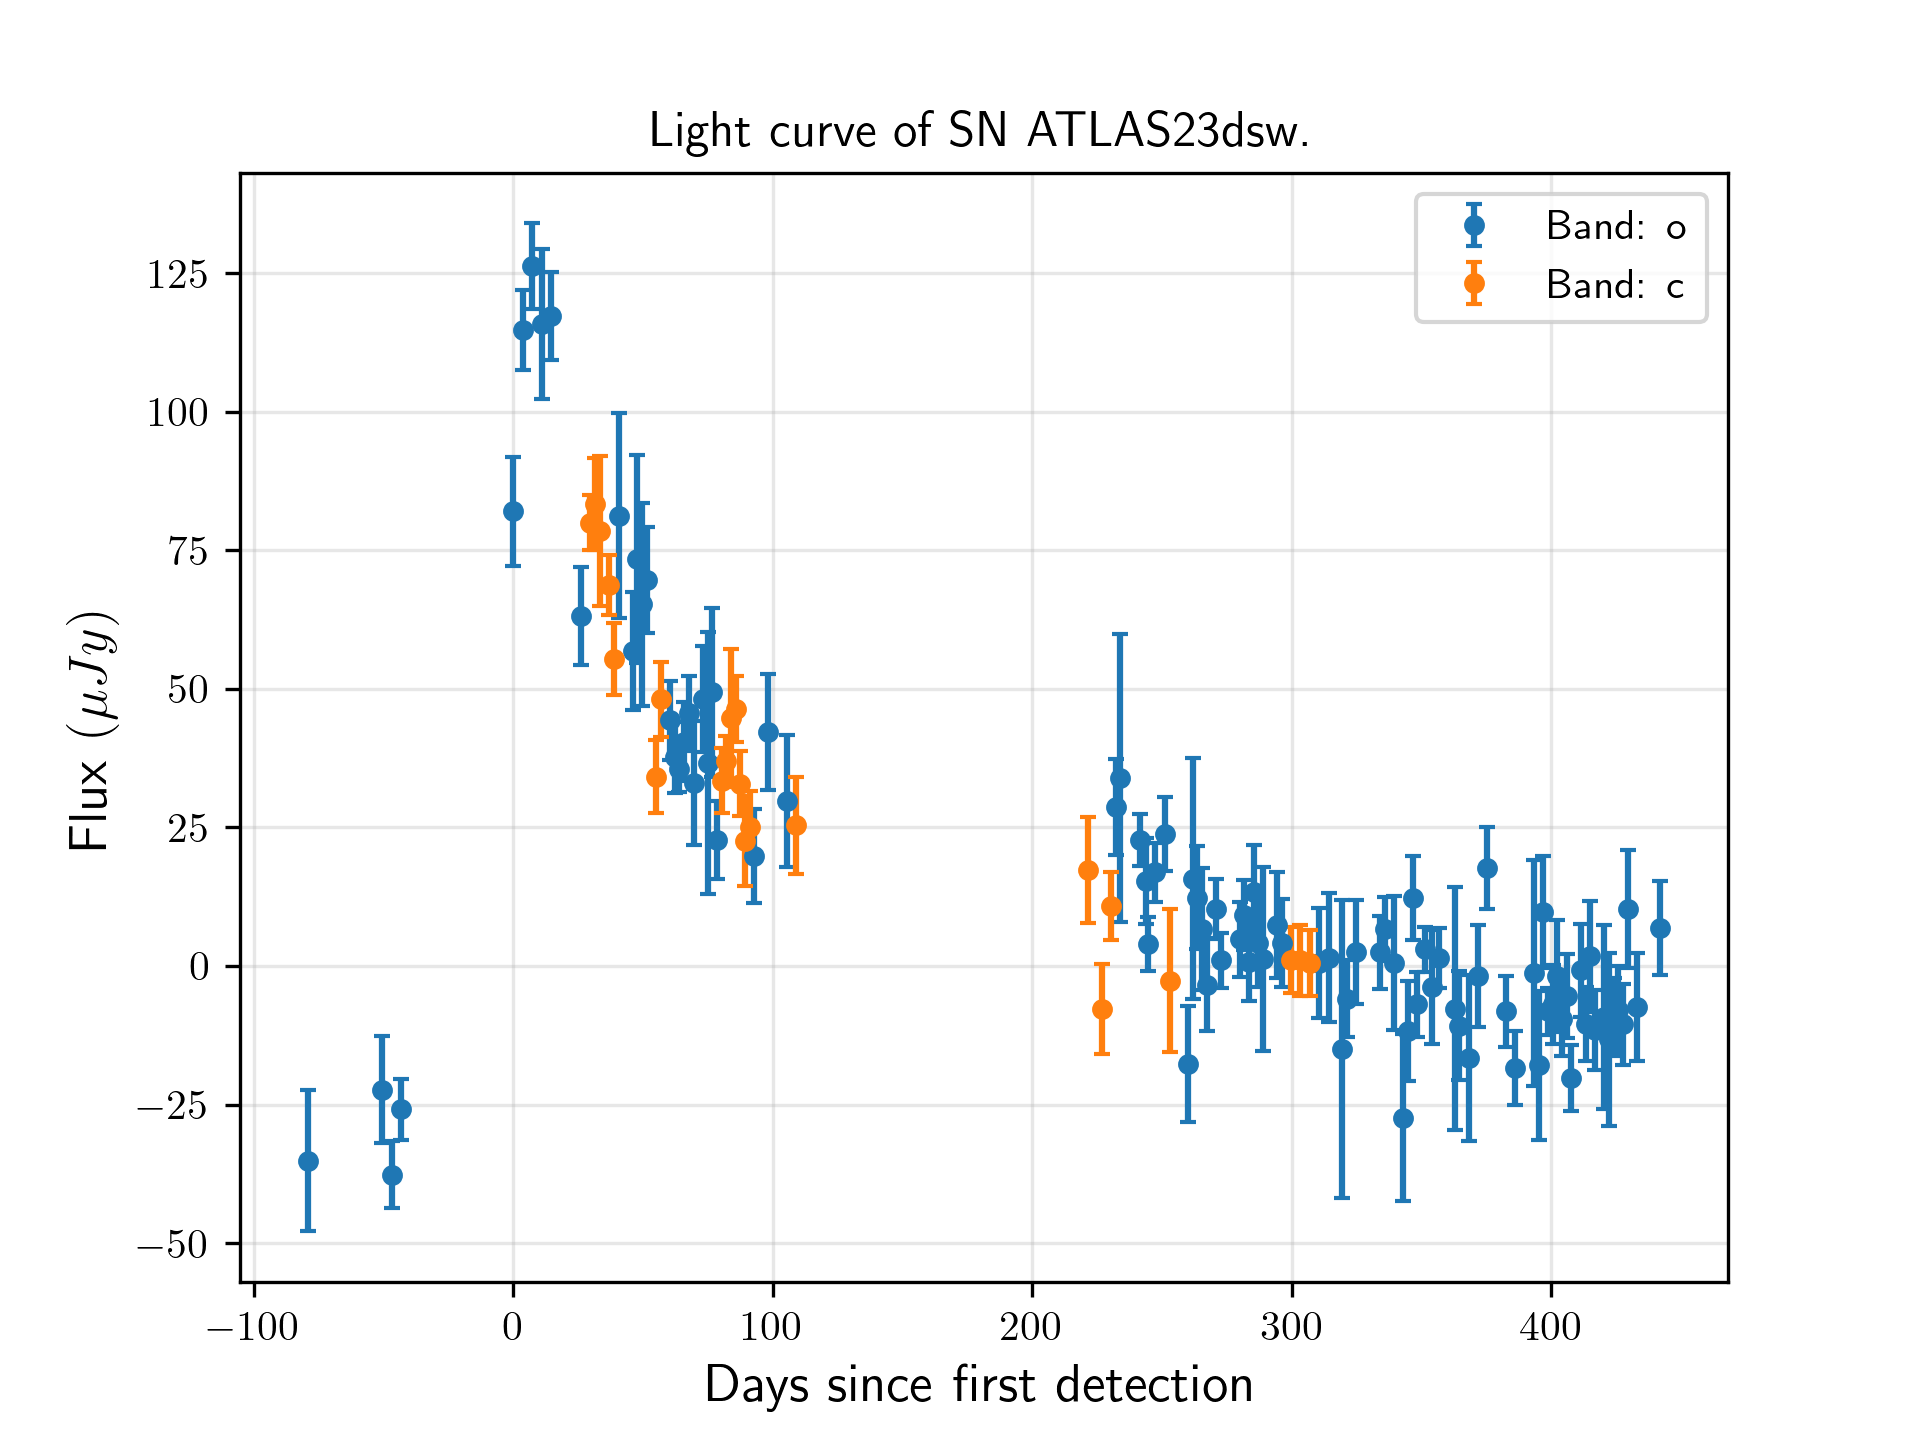 Light curve of SN ATLAS23dsw.
Band: o
Band: c
125
100
75
50
25
0
−25
−50
Flux (μJy)
−100 0 100 200 300 400
Days since first detection